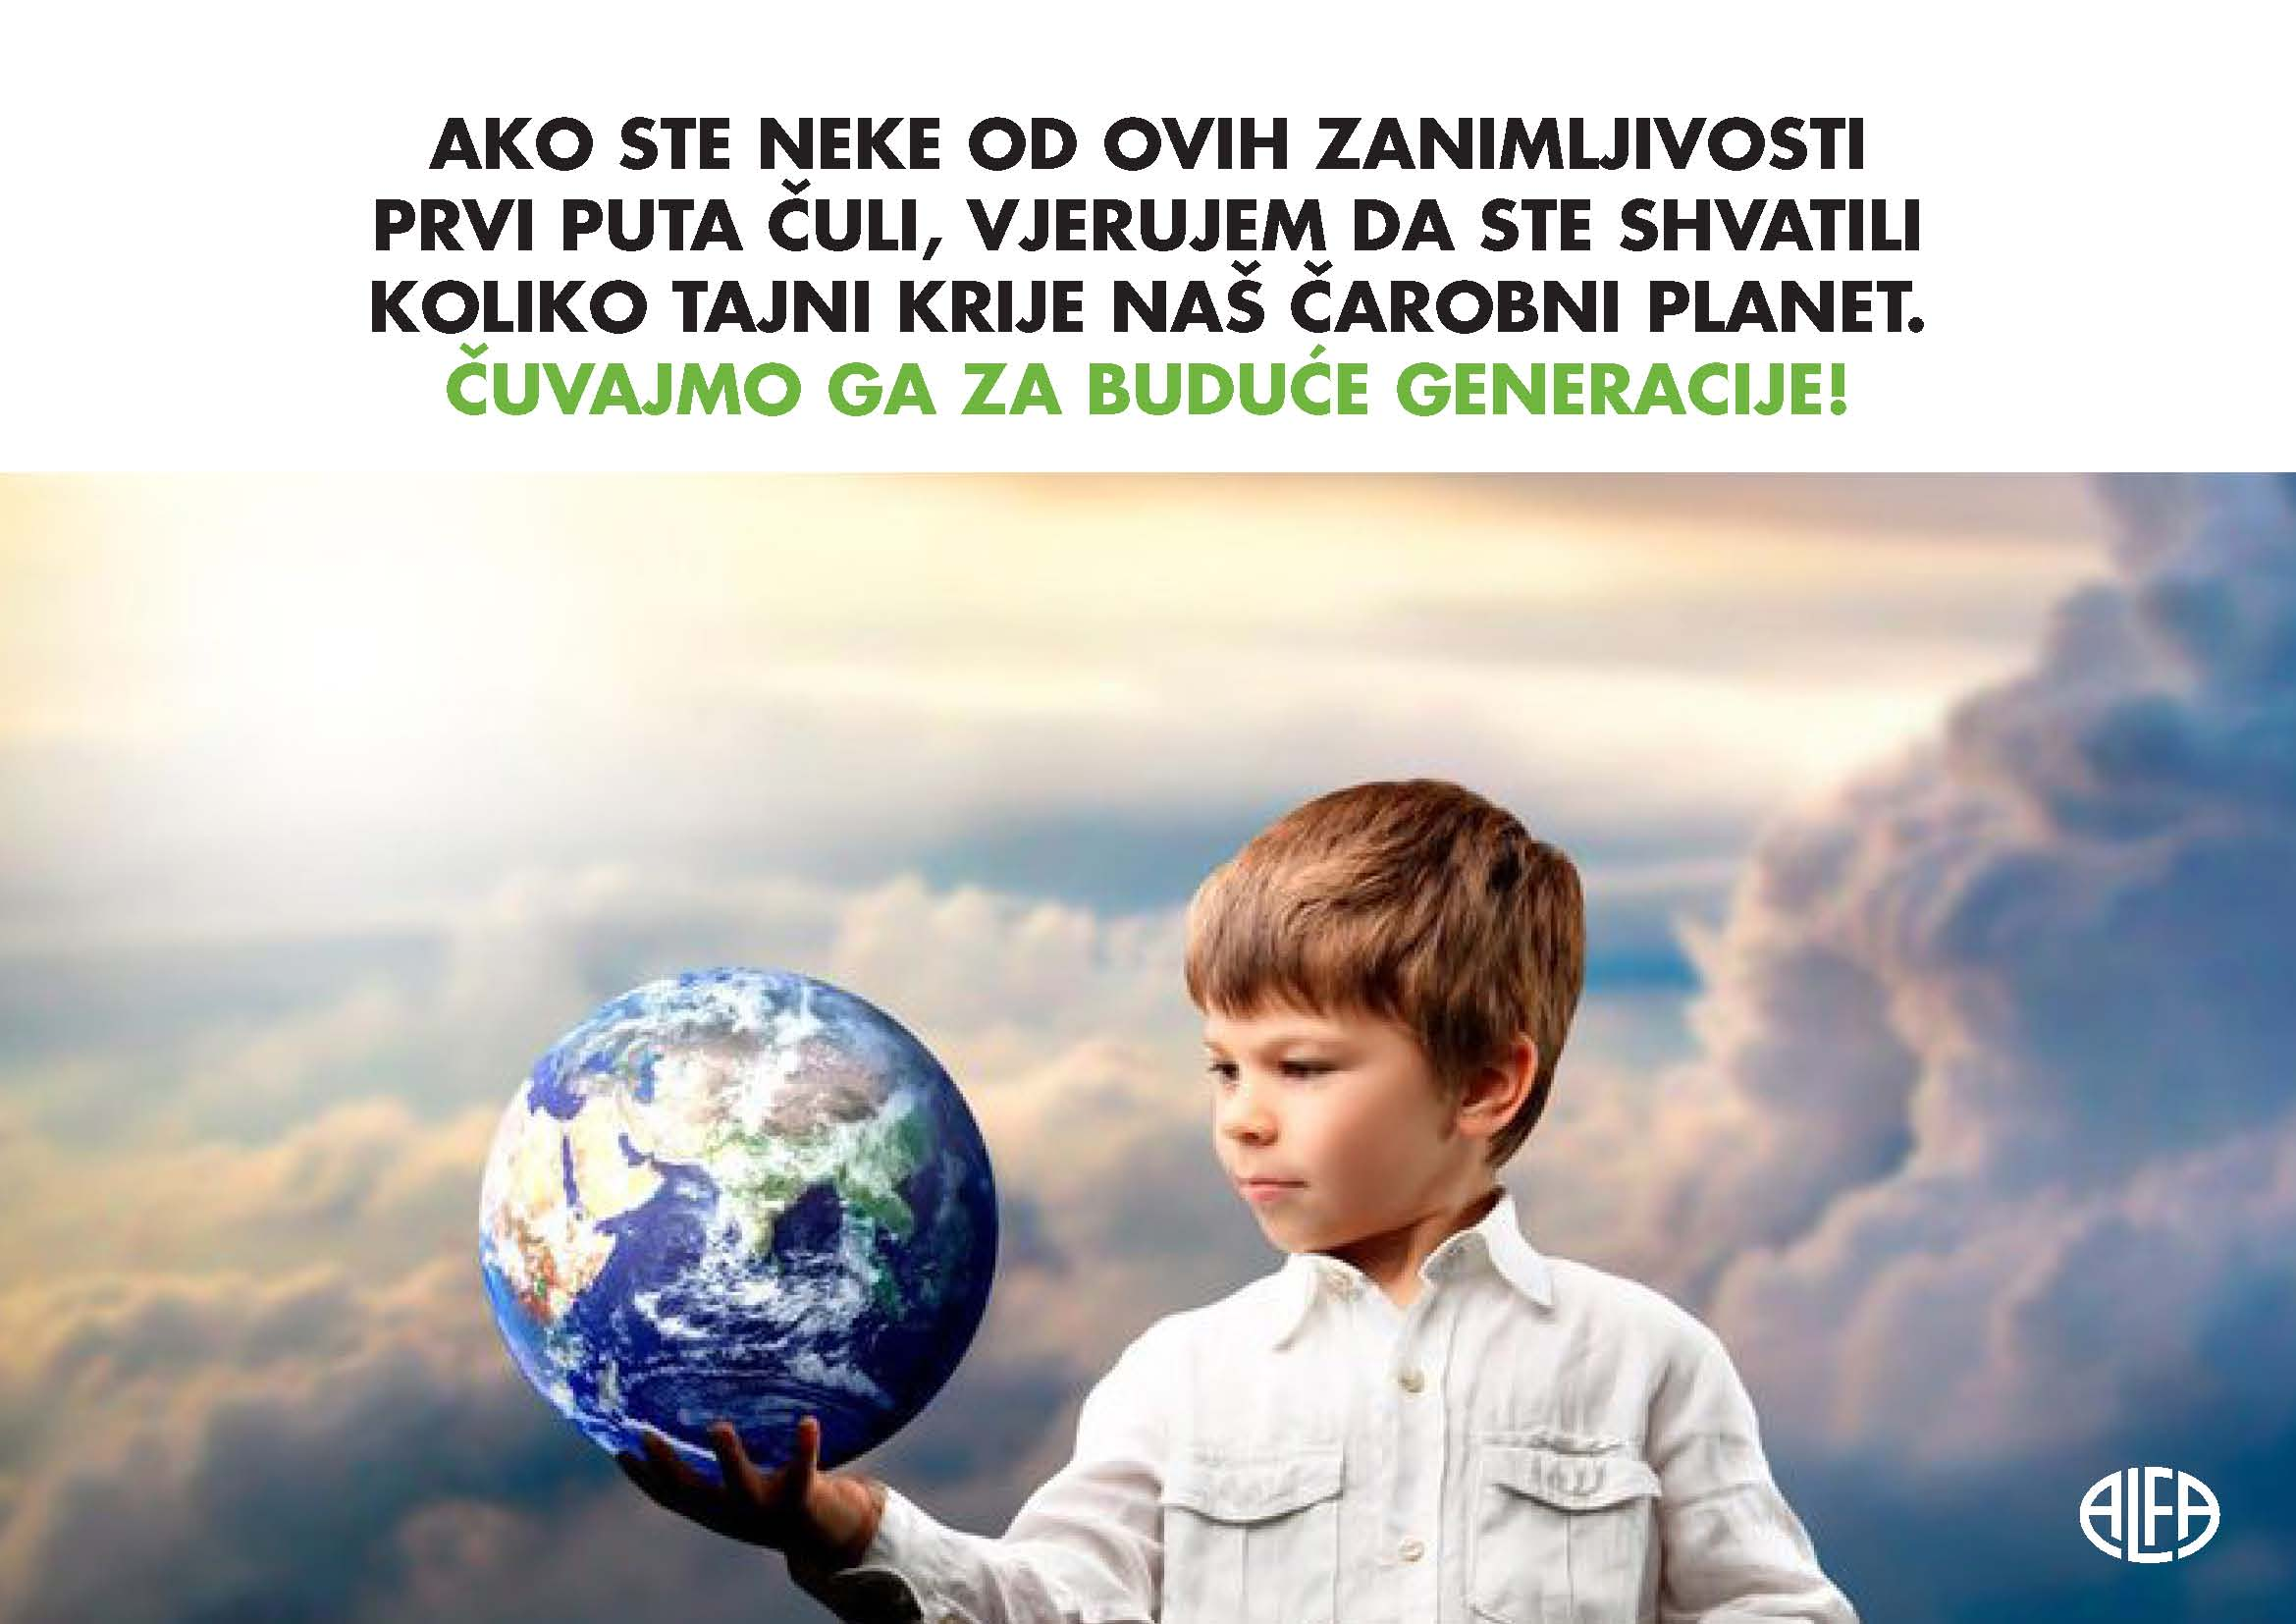 AKO STE NEKE OD OVIH ZANIMLJIVOSTI
PRVI PUTA ČULI, VJERUJEM DA STE SHVATILI
KOLIKO TAJNI KRIJE NAŠ ČAROBNI PLANET.
ČUVAJMO GA ZA BUDUĆE GENERACIJE!
ALFA